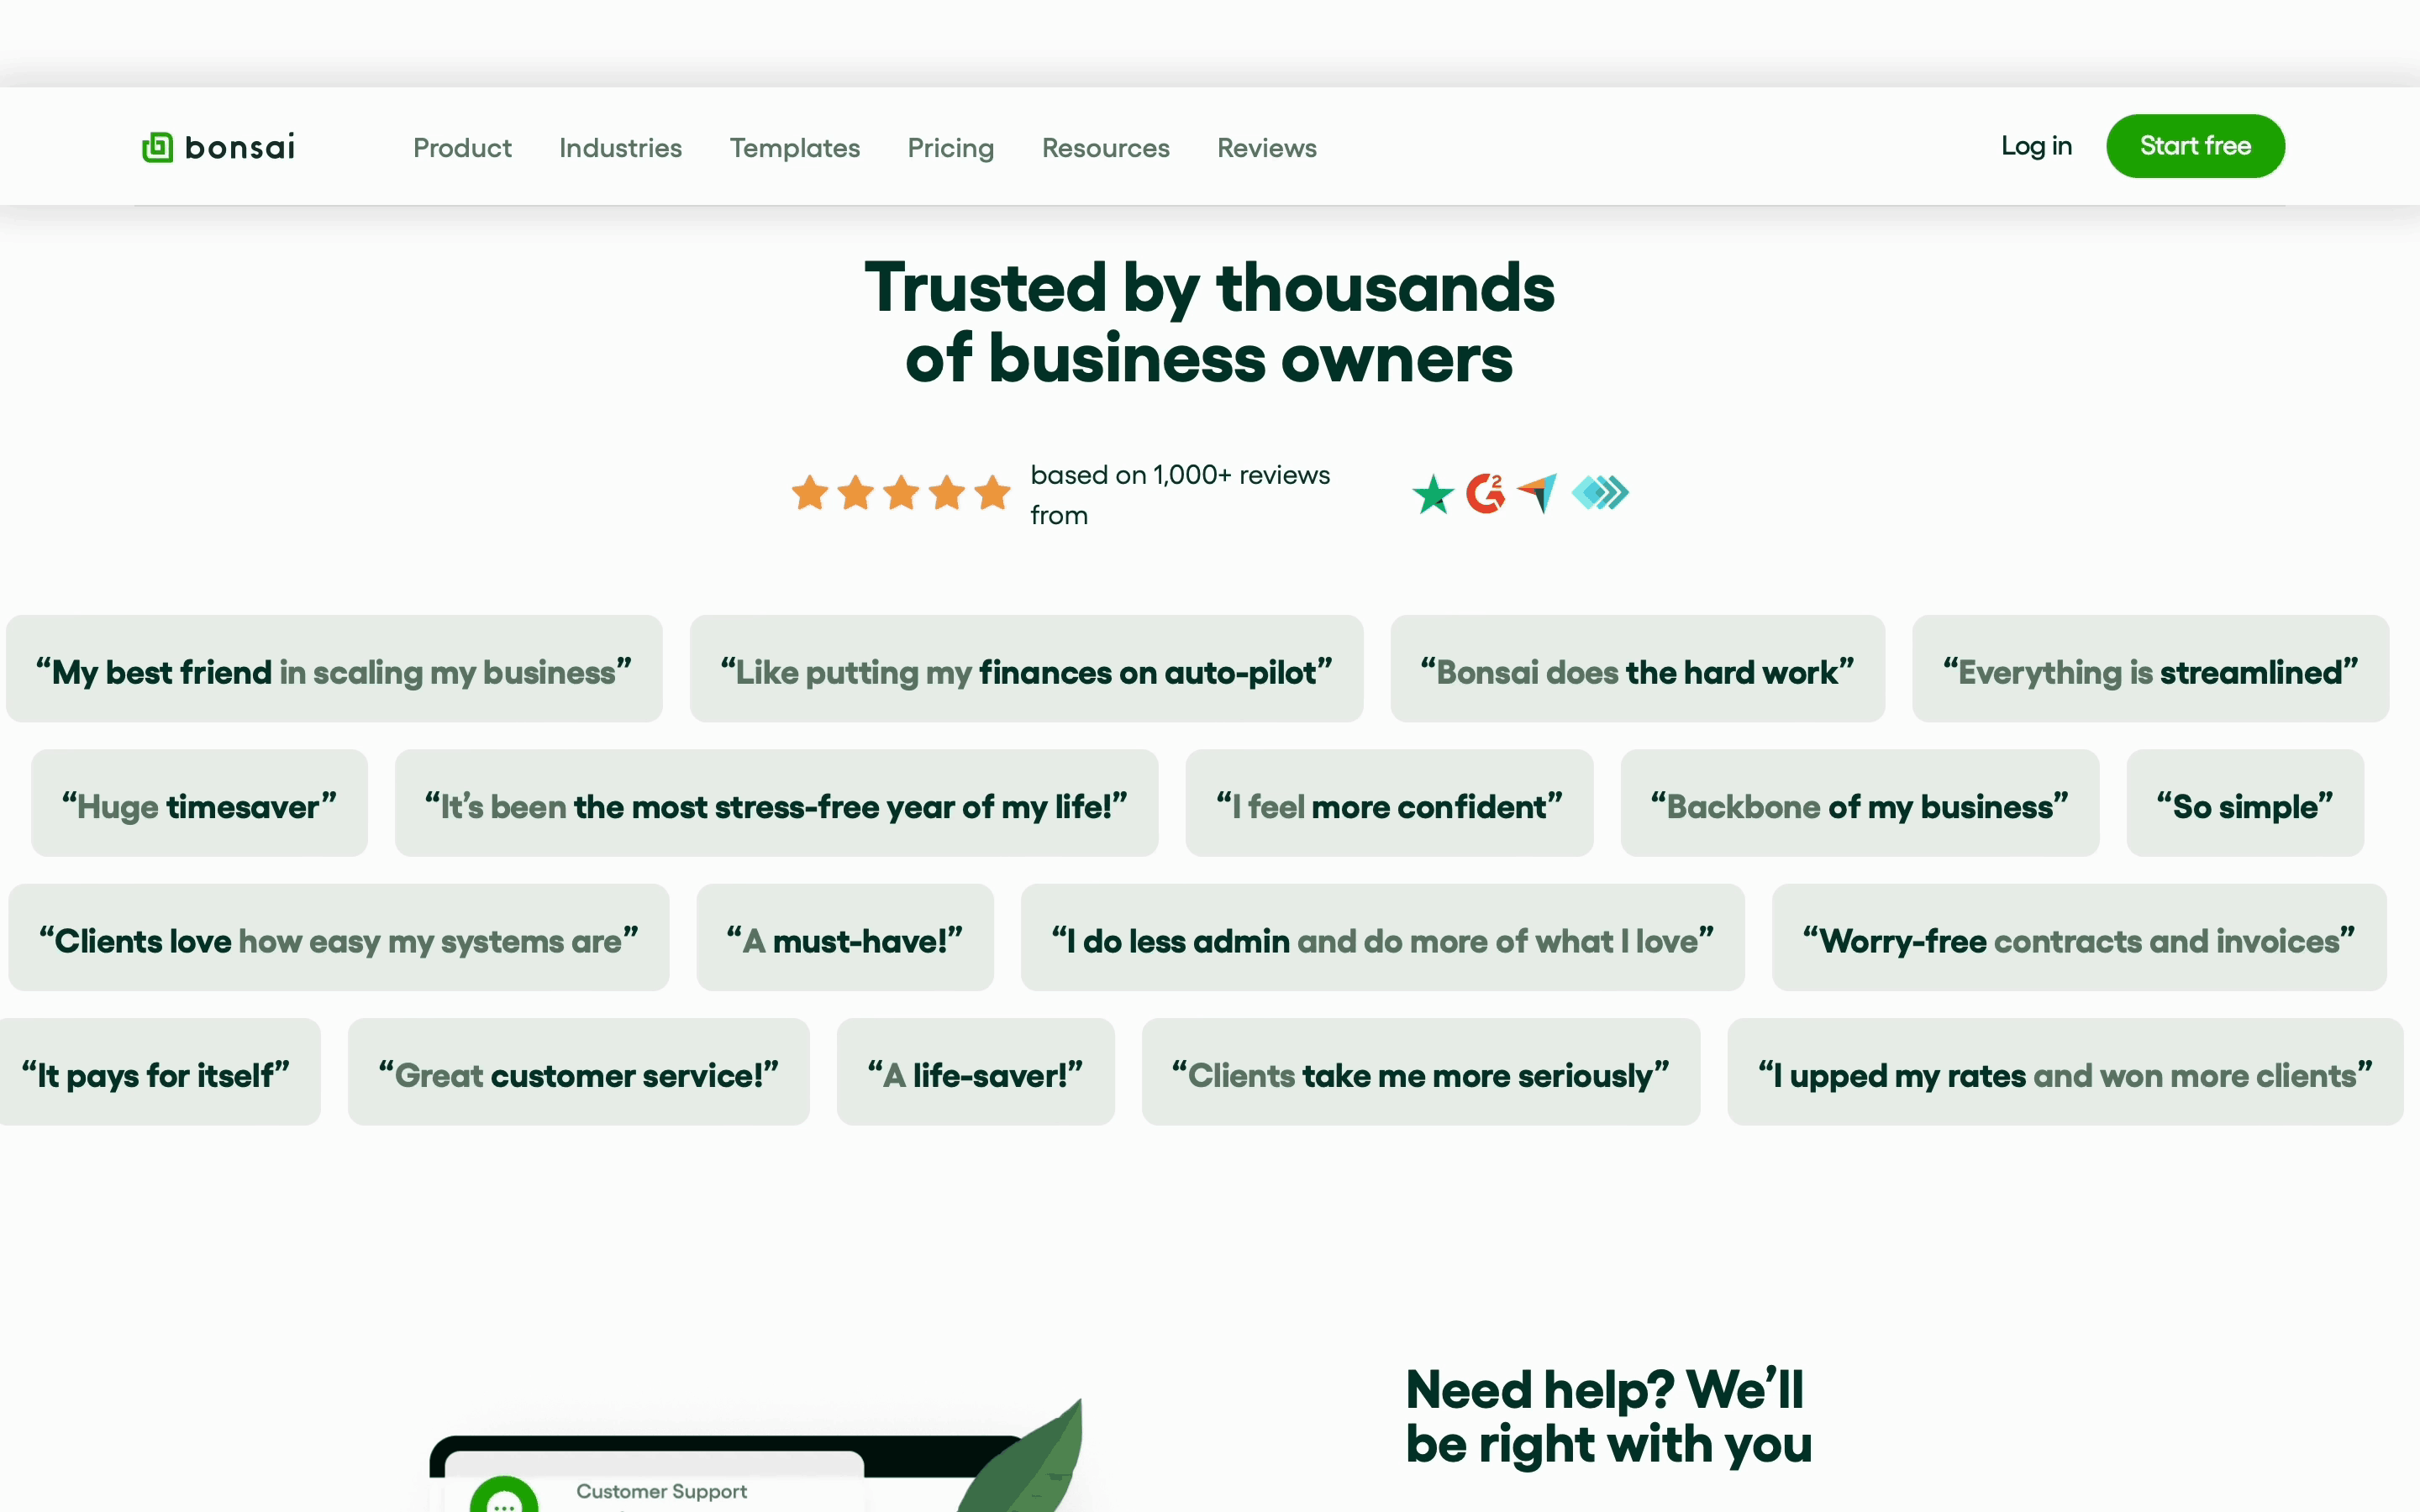 bonsai Product Industries Templates Pricing Resources Reviews Log in Start free
Trusted by thousands
of business owners
based on 1,000+ reviews
from
“My best friend in scaling my business” “Like putting my finances on auto-pilot” “Bonsai does the hard work” “Everything is streamlined”
“Huge timesaver” “It’s been the most stress-free year of my life!” “I feel more confident” “Backbone of my business” “So simple”
“Clients love how easy my systems are” “A must-have!” “I do less admin and do more of what I love” “Worry-free contracts and invoices”
“It pays for itself” “Great customer service!” “A life-saver!” “Clients take me more seriously” “I upped my rates and won more clients”
Need help? We’ll
be right with you
Customer Support